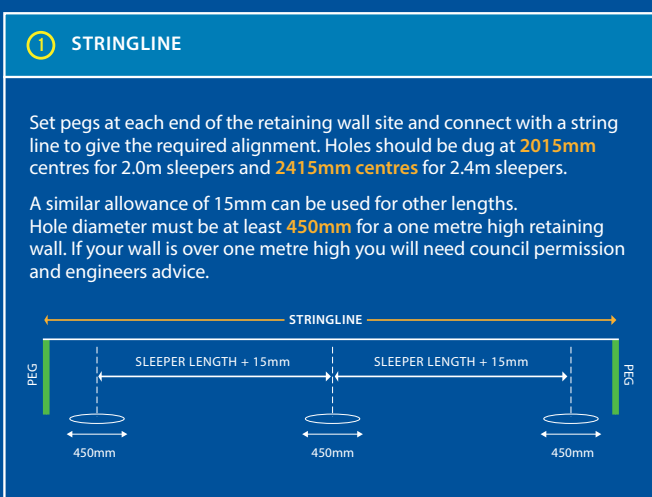 1 STRINGLINE
Set pegs at each end of the retaining wall site and connect with a string
line to give the required alignment. Holes should be dug at 2015mm
centres for 2.0m sleepers and 2415mm centres for 2.4m sleepers.
A similar allowance of 15mm can be used for other lengths.
Hole diameter must be at least 450mm for a one metre high retaining
wall. If your wall is over one metre high you will need council permission
and engineers advice.
STRINGLINE
PEG
SLEEPER LENGTH + 15mm
SLEEPER LENGTH + 15mm
PEG
450mm
450mm
450mm